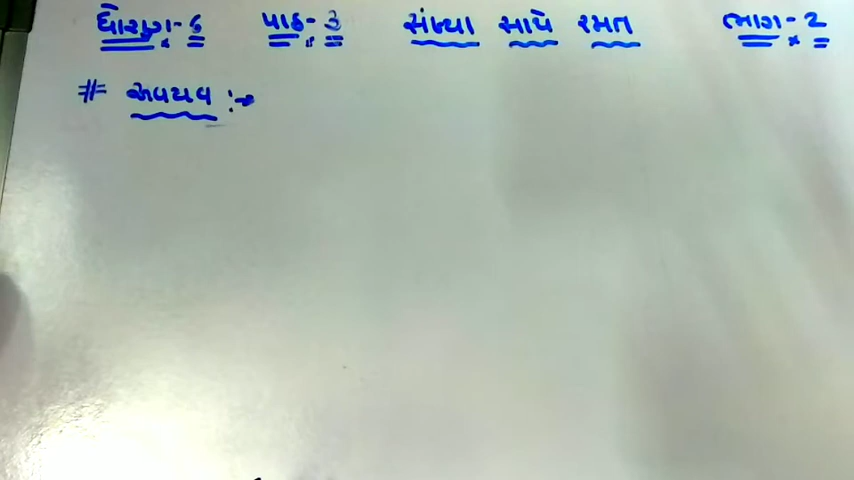 ધોરણ-6 પાઠ-3 સંખ્યા સાથે રમત ભાગ-2
# અવયવ :→